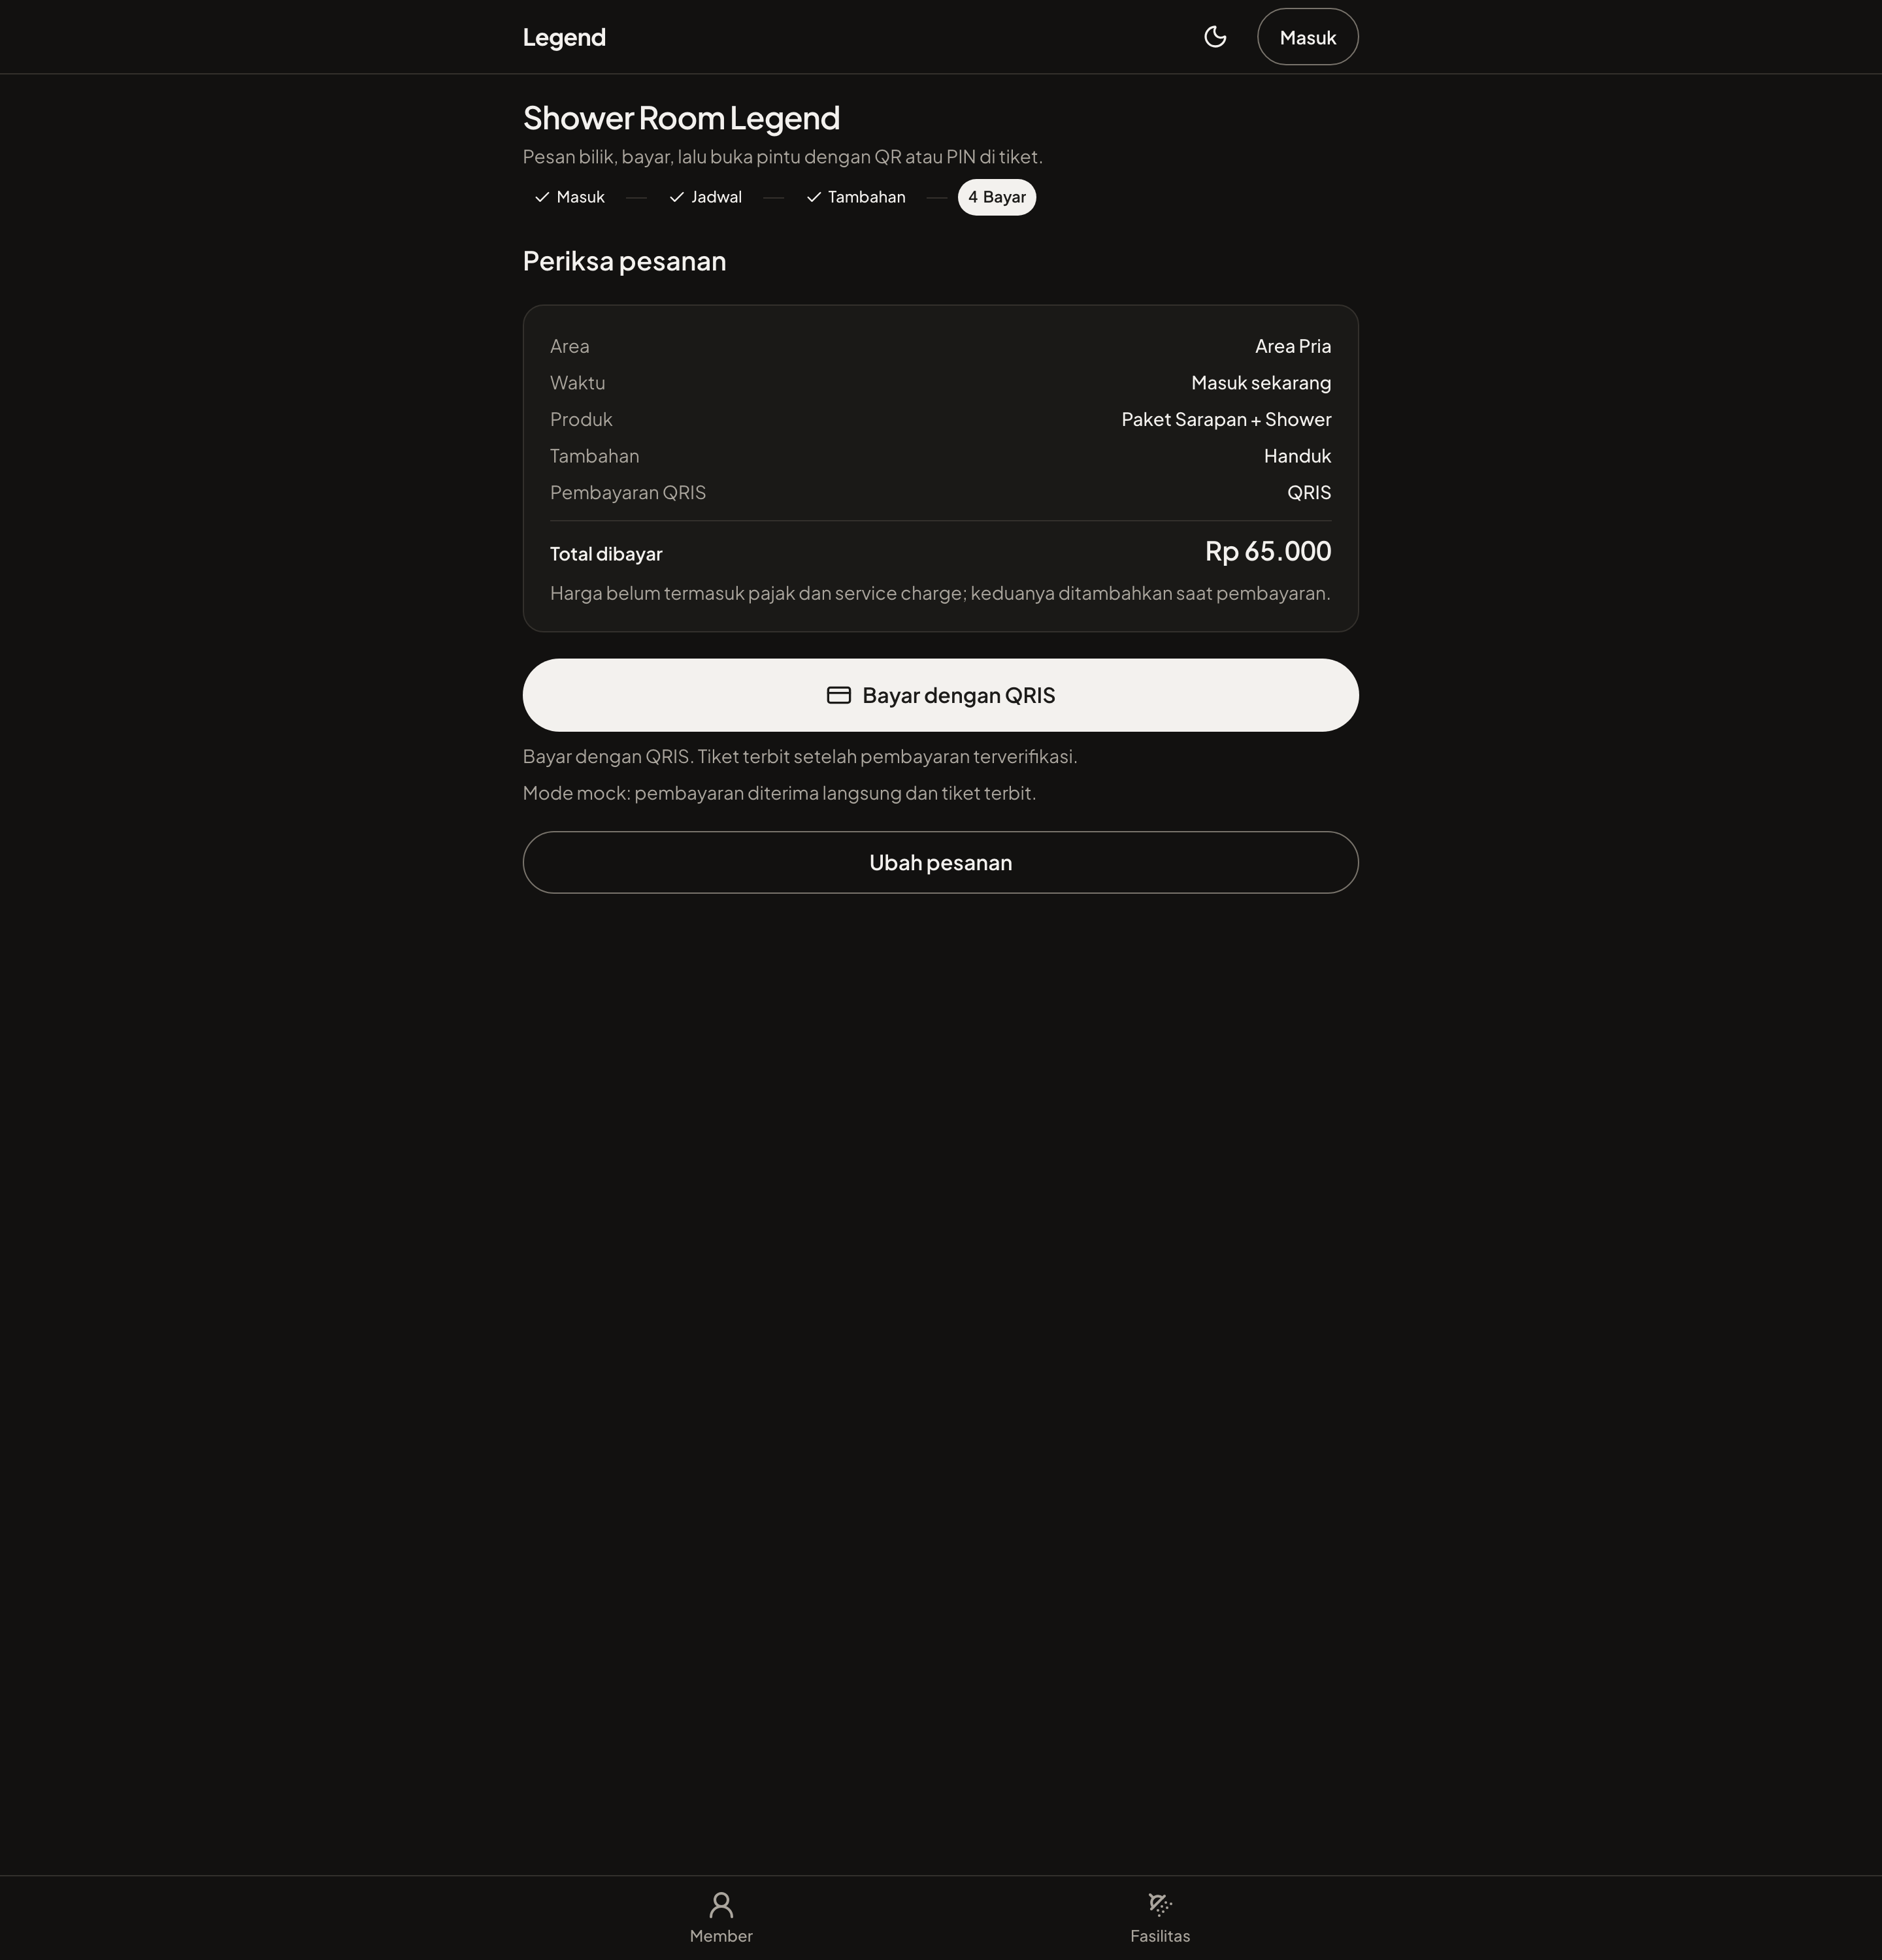 Legend
Masuk
Shower Room Legend
Pesan bilik, bayar, lalu buka pintu dengan QR atau PIN di tiket.
Masuk — Jadwal — Tambahan — 4 Bayar
Periksa pesanan
Area Area Pria
Waktu Masuk sekarang
Produk Paket Sarapan + Shower
Tambahan Handuk
Pembayaran QRIS QRIS
Total dibayar Rp 65.000
Harga belum termasuk pajak dan service charge; keduanya ditambahkan saat pembayaran.
Bayar dengan QRIS
Bayar dengan QRIS. Tiket terbit setelah pembayaran terverifikasi.
Mode mock: pembayaran diterima langsung dan tiket terbit.
Ubah pesanan
Member Fasilitas